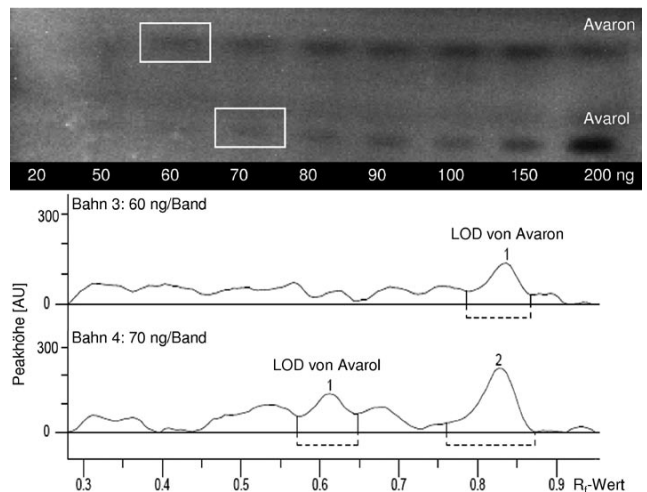 Avaron
Avarol
20 50 60 70 80 90 100 150 200 ng
Bahn 3: 60 ng/Band
300
LOD von Avaron
1
0
Peakhöhe [AU]
Bahn 4: 70 ng/Band
300
LOD von Avarol
1
2
0
0.3 0.4 0.5 0.6 0.7 0.8 0.9 Rf-Wert